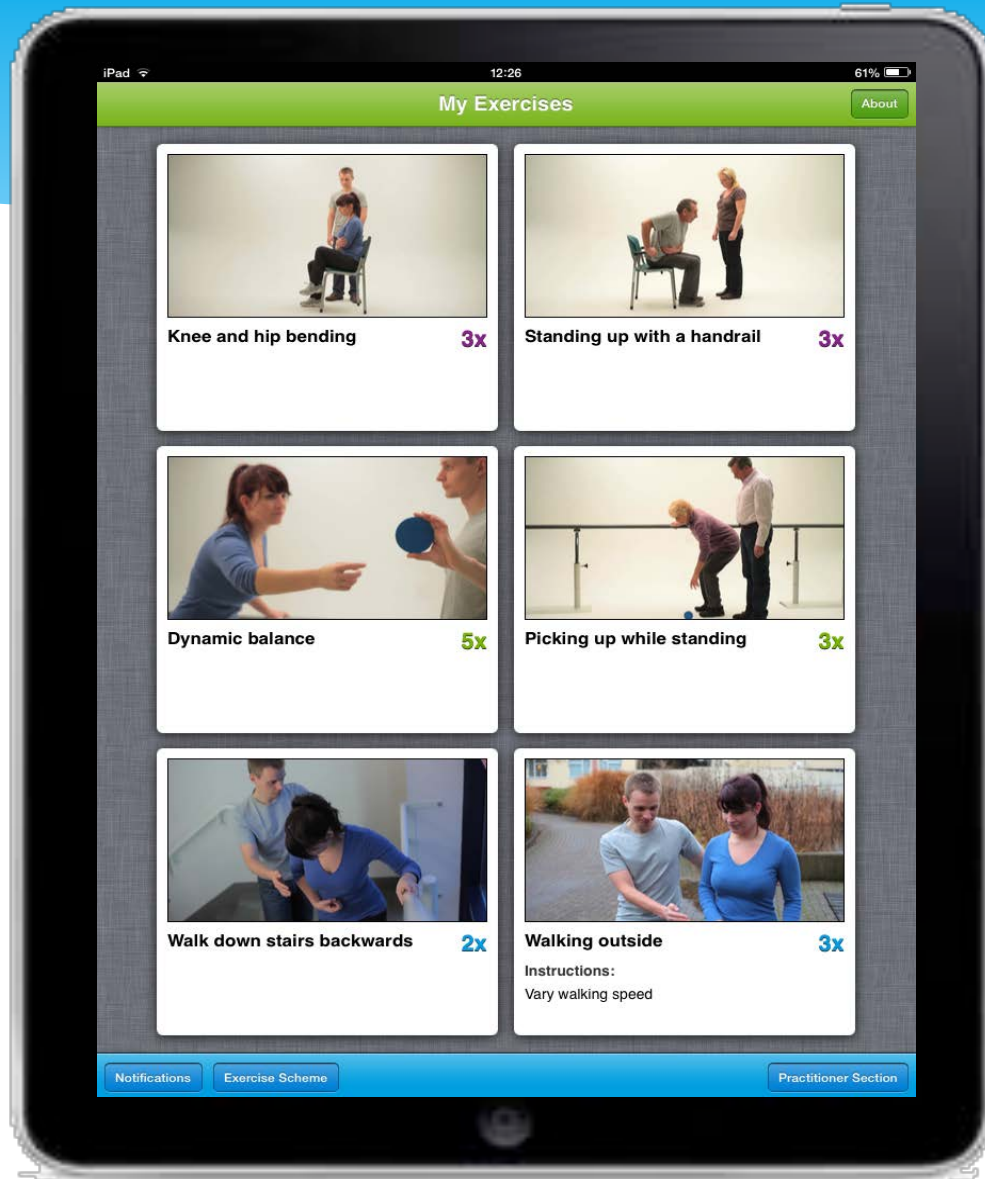 iPad 12:26 61%
My Exercises About
Knee and hip bending 3x
Standing up with a handrail 3x
Dynamic balance 5x
Picking up while standing 3x
Walk down stairs backwards 2x
Walking outside 3x
Instructions:
Vary walking speed
Notifications Exercise Scheme Practitioner Section